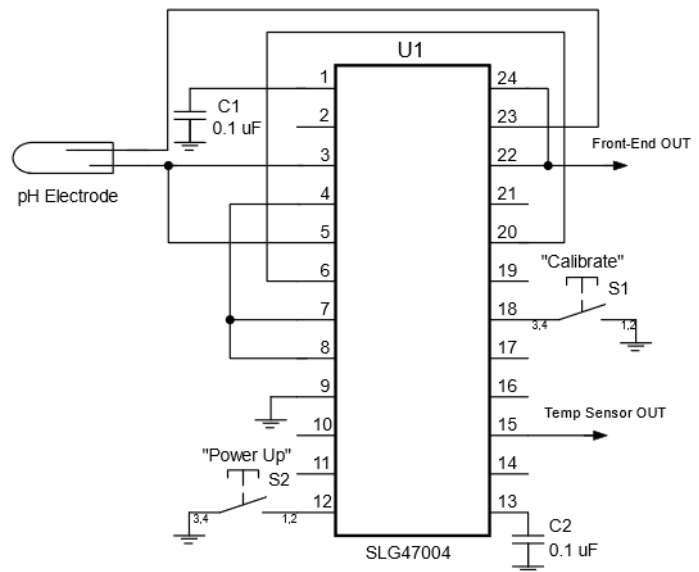 U1
1
24
C1
0.1 uF
2
23
Front-End OUT
3
22
pH Electrode
4
21
5
20
"Calibrate"
6
19
S1
7
18
3,4
1,2
8
17
9
16
Temp Sensor OUT
10
15
"Power Up"
11
14
S2
12
13
3,4
1,2
C2
0.1 uF
SLG47004